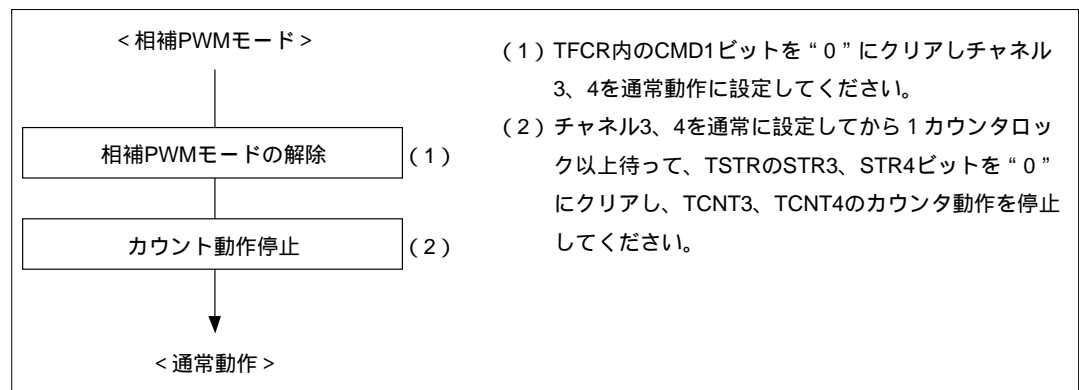 ＜相補PWMモード＞
相補PWMモードの解除
（1）
カウント動作停止
（2）
＜通常動作＞
（1）TFCR内のCMD1ビットを“0”にクリアしチャネル
3、4を通常動作に設定してください。
（2）チャネル3、4を通常に設定してから1カウンタロッ
ク以上待って、TSTRのSTR3、STR4ビットを“0”
にクリアし、TCNT3、TCNT4のカウンタ動作を停止
してください。